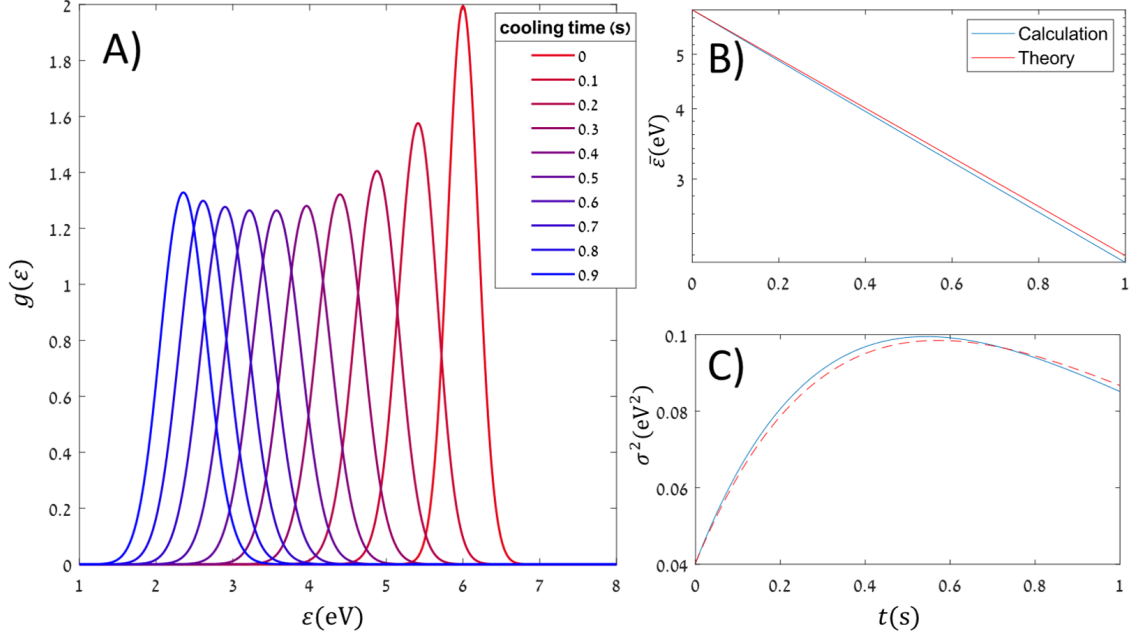 A)
cooling time (s)
0
0.1
0.2
0.3
0.4
0.5
0.6
0.7
0.8
0.9
2
1.8
1.6
1.4
1.2
1
0.8
0.6
0.4
0.2
0
g(ε)
1 2 3 4 5 6 7 8
ε(eV)
B)
Calculation
Theory
5
4
3
ε̄(eV)
0 0.2 0.4 0.6 0.8 1
C)
0.1
0.08
0.06
0.04
σ²(eV²)
0 0.2 0.4 0.6 0.8 1
t(s)